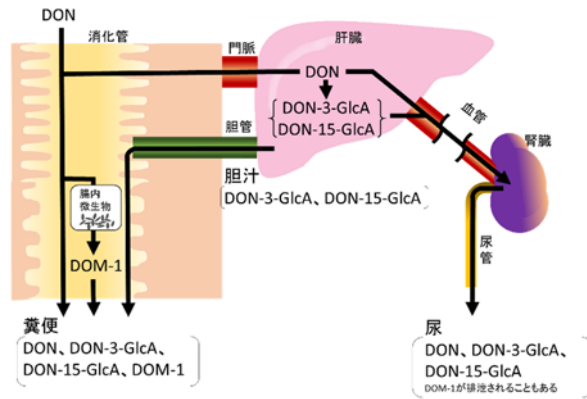 DON
消化管
門脈
肝臓
DON
DON-3-GlcA
DON-15-GlcA
血管
腎臓
胆管
胆汁
DON-3-GlcA、DON-15-GlcA
腸内
微生物
DOM-1
尿管
糞便
DON、DON-3-GlcA、
DON-15-GlcA、DOM-1
尿
DON、DON-3-GlcA、
DON-15-GlcA
DOM-1が排泄されることもある